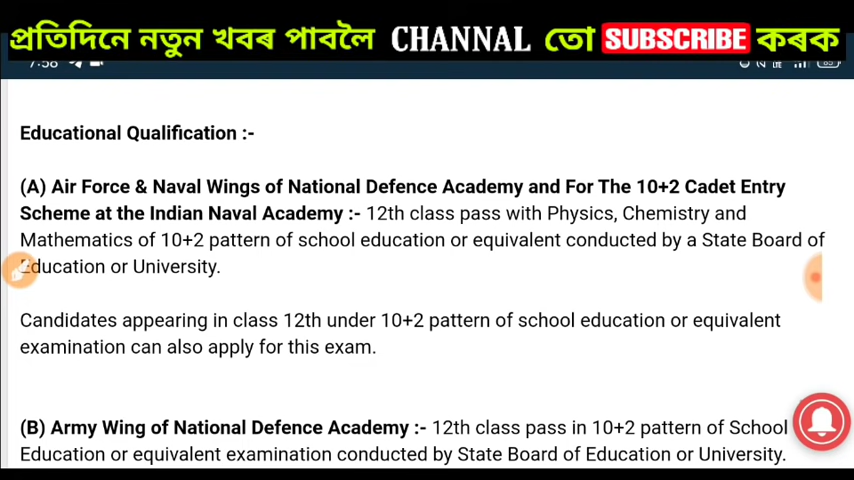 প্ৰতিদিনে নতুন খবৰ পাবলৈ CHANNAL তো SUBSCRIBE কৰক
7:58
Educational Qualification :-
(A) Air Force & Naval Wings of National Defence Academy and For The 10+2 Cadet Entry
Scheme at the Indian Naval Academy :- 12th class pass with Physics, Chemistry and
Mathematics of 10+2 pattern of school education or equivalent conducted by a State Board of
Education or University.
Candidates appearing in class 12th under 10+2 pattern of school education or equivalent
examination can also apply for this exam.
(B) Army Wing of National Defence Academy :- 12th class pass in 10+2 pattern of School
Education or equivalent examination conducted by State Board of Education or University.